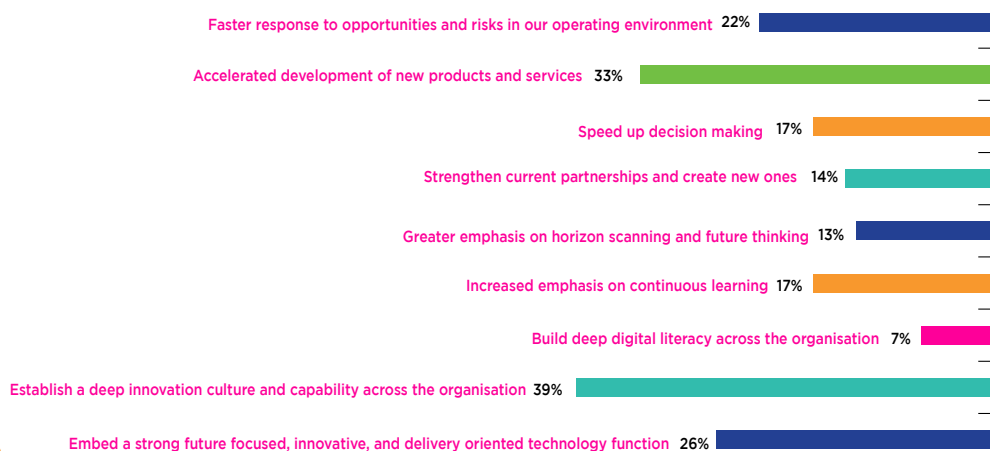 Faster response to opportunities and risks in our operating environment 22%
Accelerated development of new products and services 33%
Speed up decision making 17%
Strengthen current partnerships and create new ones 14%
Greater emphasis on horizon scanning and future thinking 13%
Increased emphasis on continuous learning 17%
Build deep digital literacy across the organisation 7%
Establish a deep innovation culture and capability across the organisation 39%
Embed a strong future focused, innovative, and delivery oriented technology function 26%